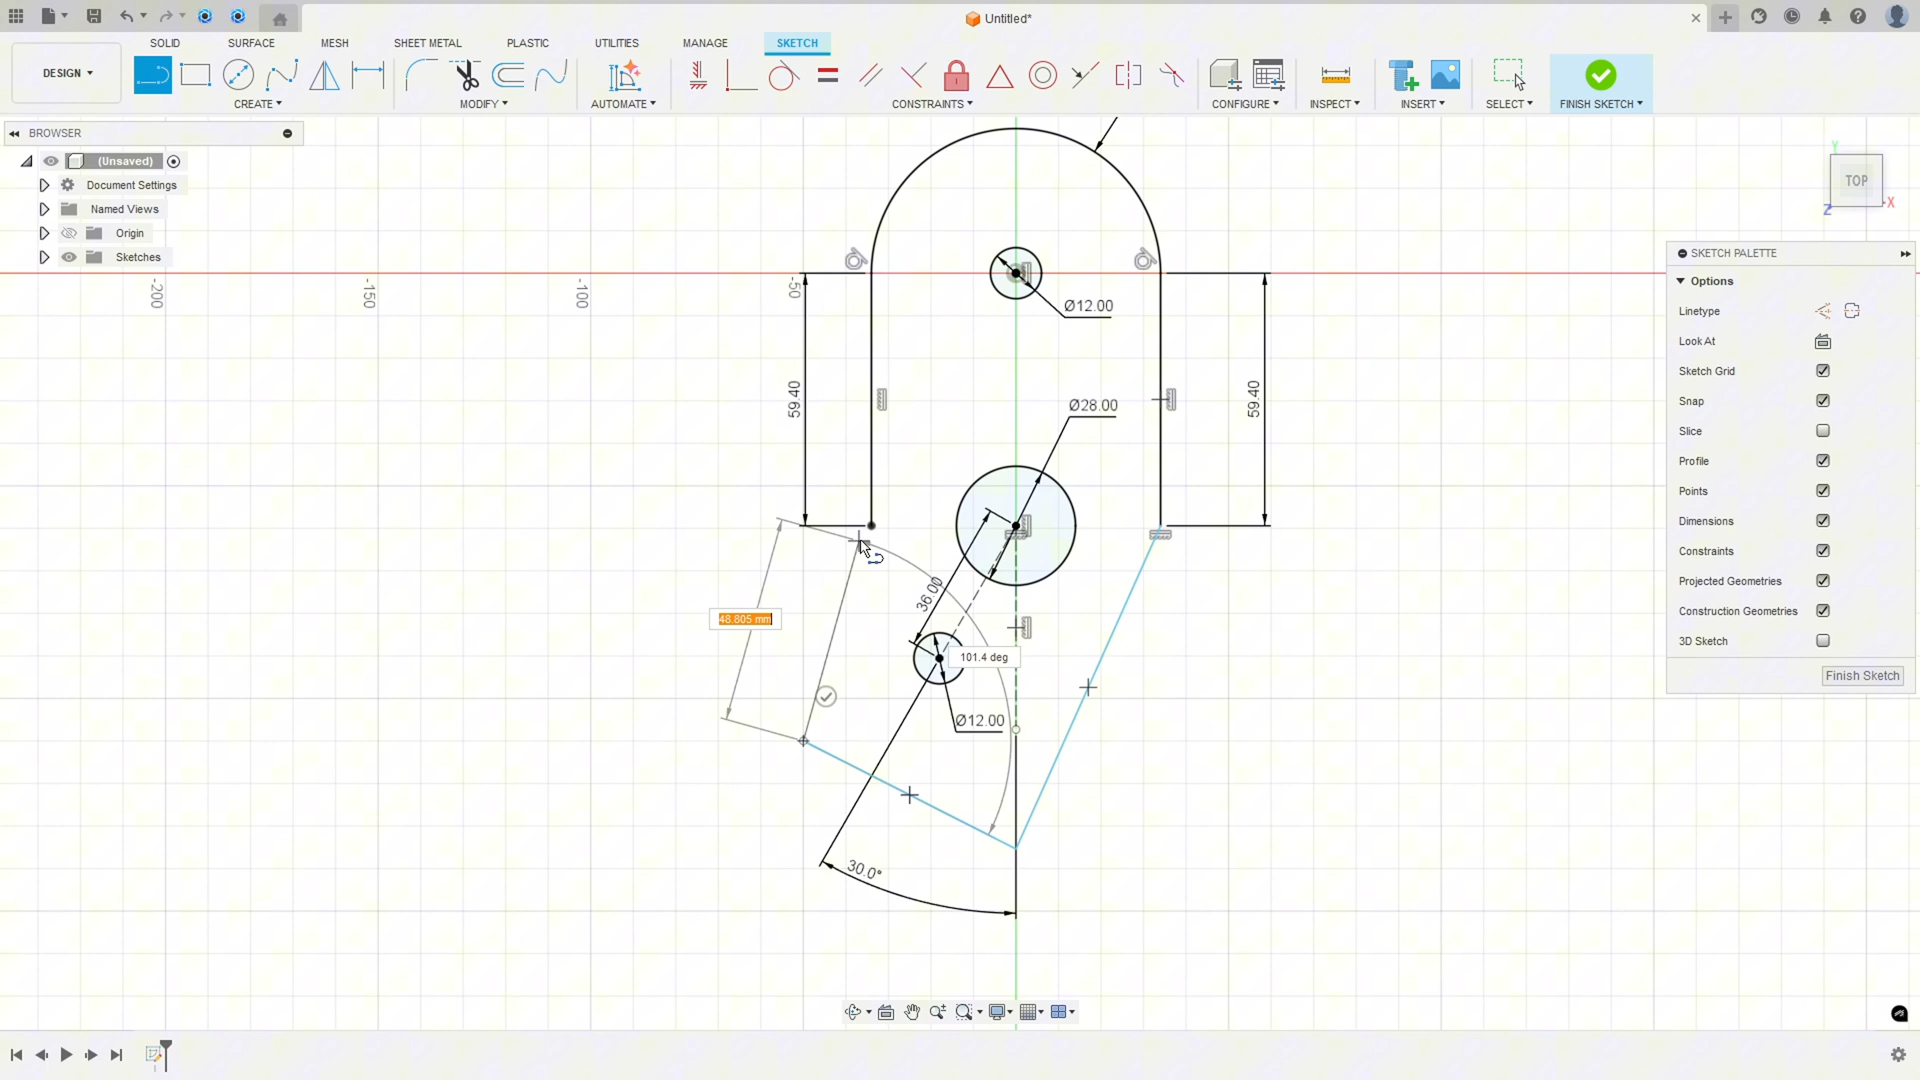 Untitled*
SOLID SURFACE MESH SHEET METAL PLASTIC UTILITIES MANAGE SKETCH
DESIGN
CREATE MODIFY AUTOMATE CONSTRAINTS CONFIGURE INSPECT INSERT SELECT FINISH SKETCH
BROWSER
(Unsaved)
Document Settings
Named Views
Origin
Sketches
TOP
Y
X
Z
-200
-150
-100
-50
Ø12.00
59.40
59.40
Ø28.00
36.00
48.805 mm
101.4 deg
Ø12.00
30.0°
SKETCH PALETTE
Options
Linetype
Look At
Sketch Grid
Snap
Slice
Profile
Points
Dimensions
Constraints
Projected Geometries
Construction Geometries
3D Sketch
Finish Sketch